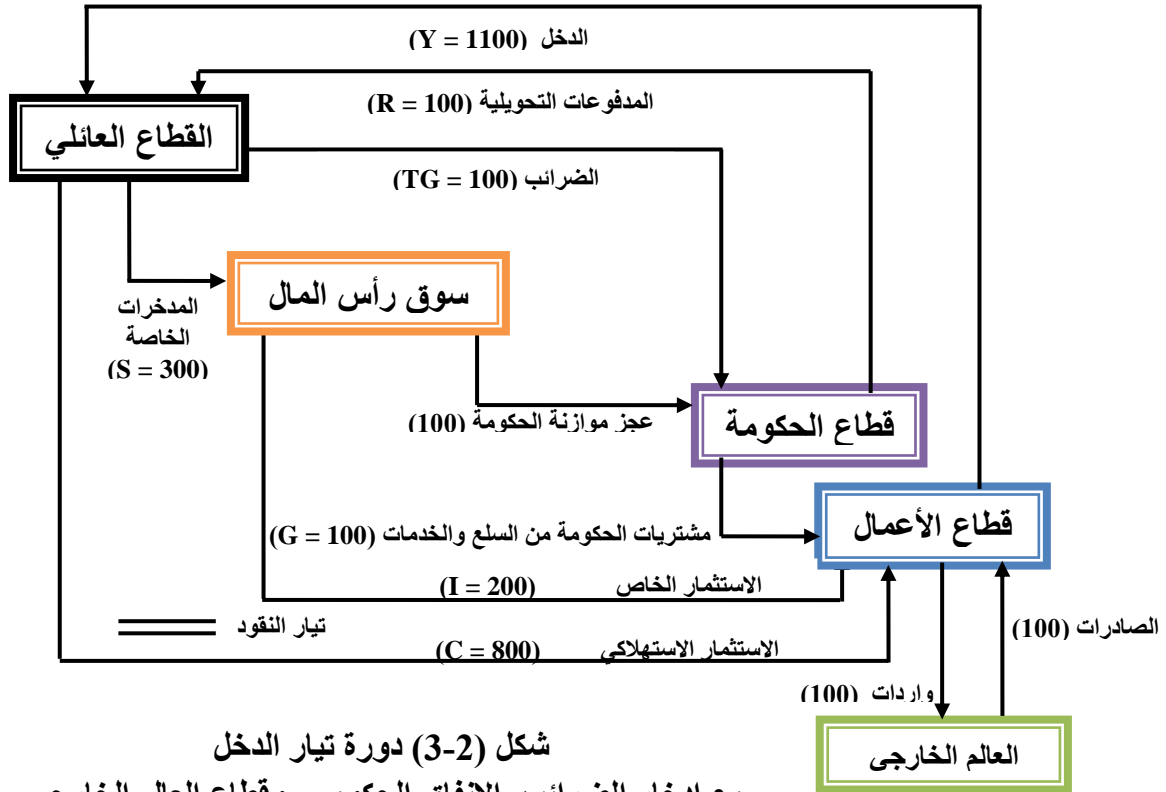 الدخل (Y = 1100)
المدفوعات التحويلية (R = 100)
القطاع العائلي
الضرائب (TG = 100)
سوق رأس المال
المدخرات
الخاصة
(S = 300)
عجز موازنة الحكومة (100)
قطاع الحكومة
قطاع الأعمال
مشتريات الحكومة من السلع والخدمات (G = 100)
الاستثمار الخاص (I = 200)
تيار النقود
الاستثمار الاستهلاكي (C = 800)
الصادرات (100)
واردات (100)
العالم الخارجى
شكل (2-3) دورة تيار الدخل